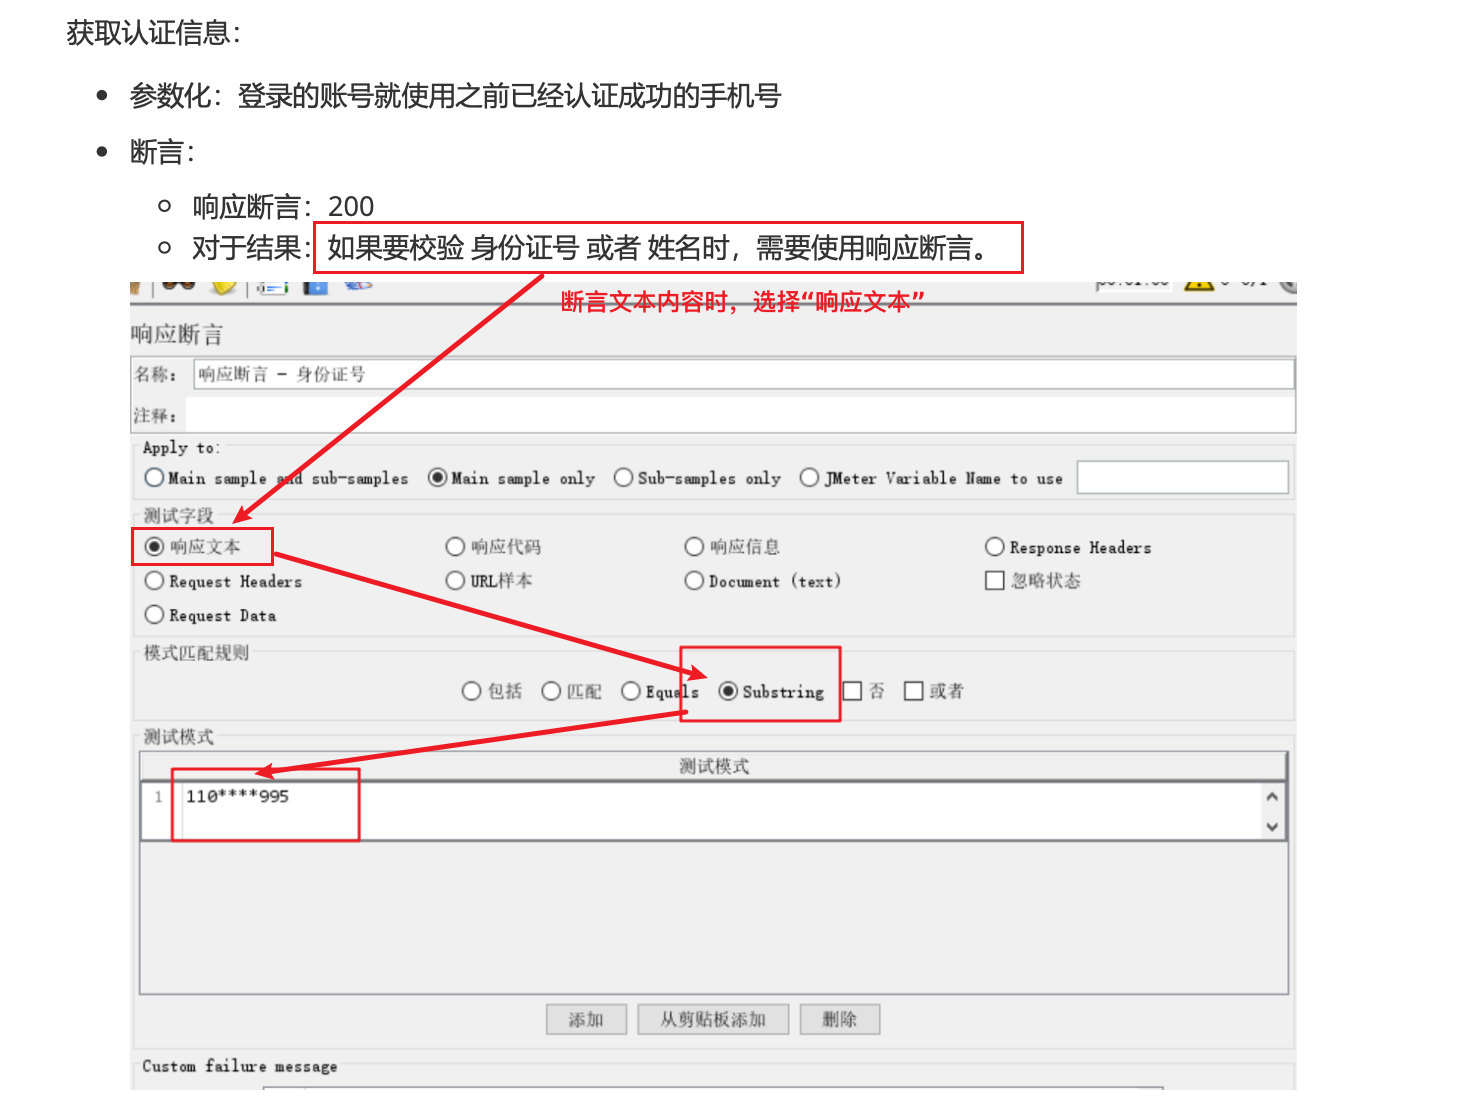 获取认证信息：
参数化：登录的账号就使用之前已经认证成功的手机号
断言：
响应断言：200
对于结果：如果要校验 身份证号 或者 姓名时，需要使用响应断言。
断言文本内容时，选择“响应文本”
响应断言
名称： 响应断言 - 身份证号
注释：
Apply to:
Main sample and sub-samples Main sample only Sub-samples only JMeter Variable Name to use
测试字段
响应文本 响应代码 响应信息 Response Headers
Request Headers URL样本 Document (text) 忽略状态
Request Data
模式匹配规则
包括 匹配 Equals Substring 否 或者
测试模式
测试模式
1 110****995
添加 从剪贴板添加 删除
Custom failure message